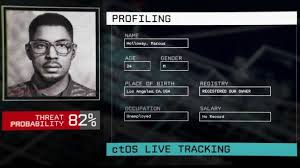 PROFILING
NAME
Holloway, Marcus
AGE
GENDER
24
M
PLACE OF BIRTH
REGISTRY
Los Angeles CA,USA
REGISTERED GUN OWNER
OCCUPATION
SALARY
Unemployed
No Record
THREAT
PROBABILITY
82%
ctOS LIVE TRACKING